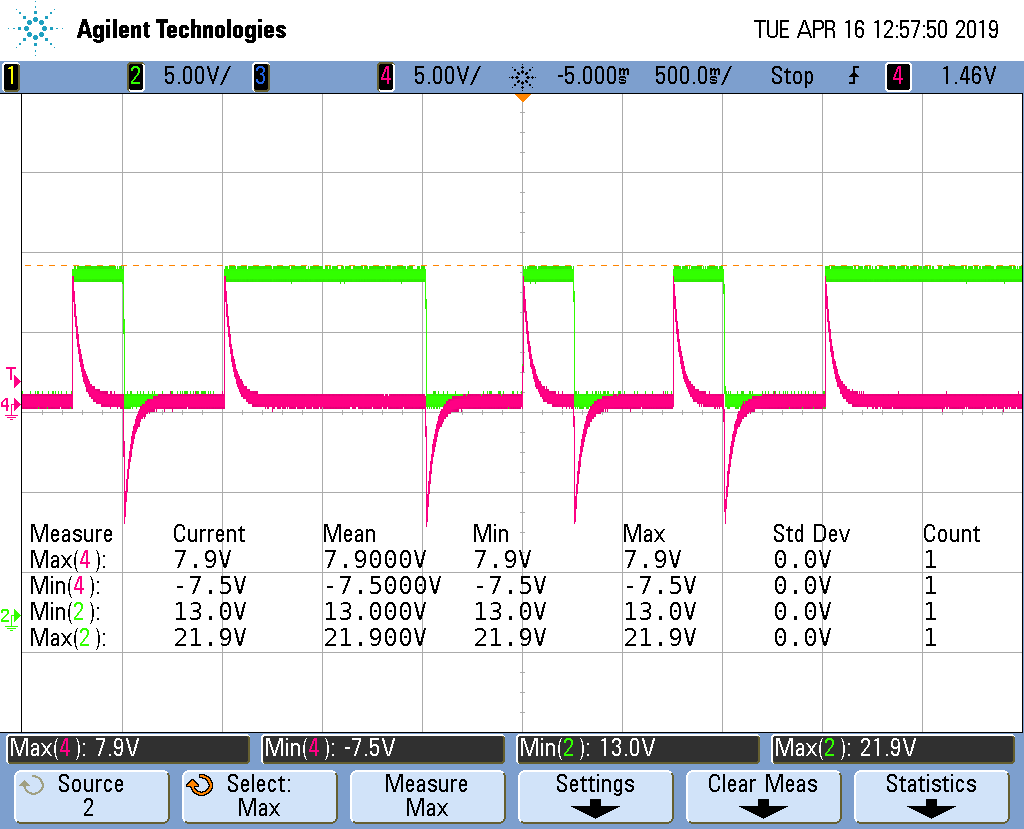 Agilent Technologies
TUE APR 16 12:57:50 2019
1 2 5.00V/ 3 4 5.00V/ -5.000ms 500.0ms/ Stop 4 1.46V
T
4
2
Measure Current Mean Min Max Std Dev Count
Max(4): 7.9V 7.9000V 7.9V 7.9V 0.0V 1
Min(4): -7.5V -7.5000V -7.5V -7.5V 0.0V 1
Min(2): 13.0V 13.000V 13.0V 13.0V 0.0V 1
Max(2): 21.9V 21.900V 21.9V 21.9V 0.0V 1
Max(4): 7.9V Min(4): -7.5V Min(2): 13.0V Max(2): 21.9V
Source
2
Select:
Max
Measure
Max
Settings
Clear Meas
Statistics